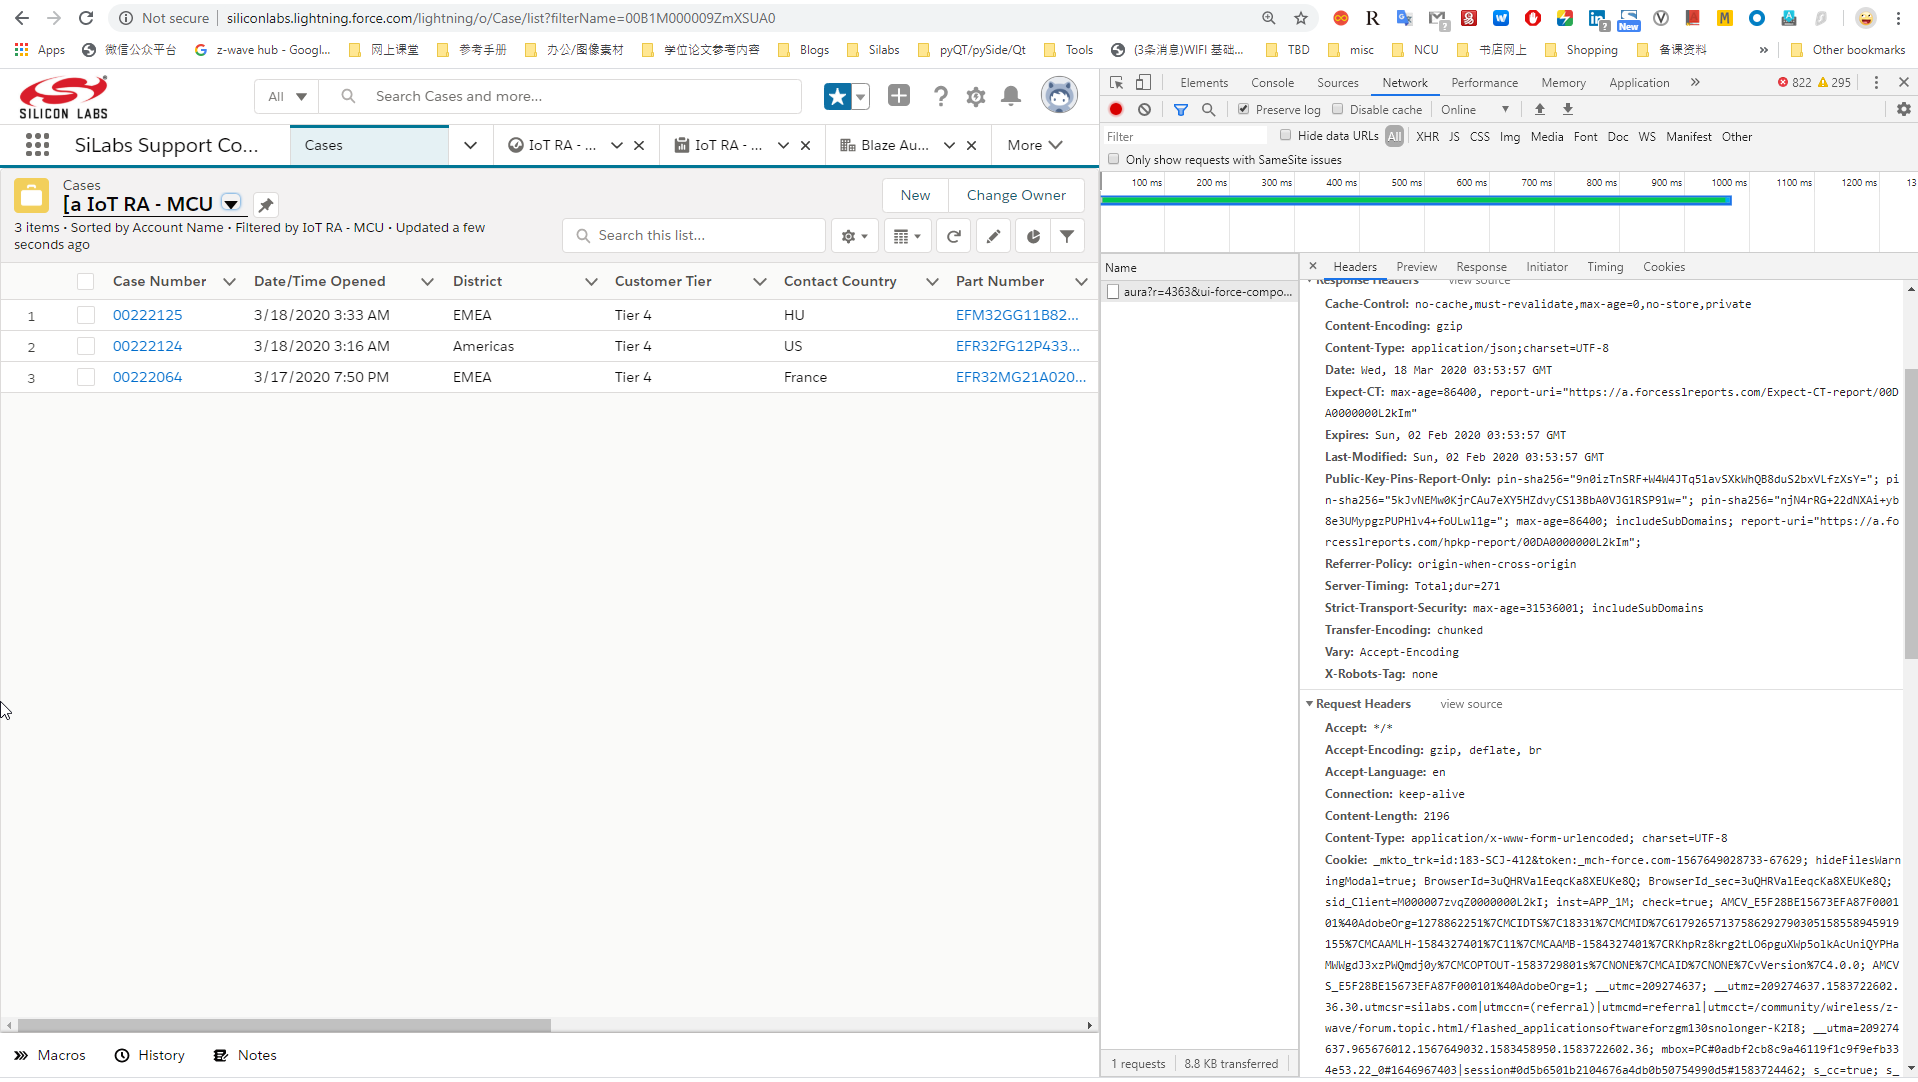 Not secure | siliconlabs.lightning.force.com/lightning/o/Case/list?filterName=00B1M000009ZmXSUA0
Apps 微信公众平台 z-wave hub - Googl... 网上课堂 参考手册 办公/图像素材 学位论文参考内容 Blogs Silabs pyQT/pySide/Qt Tools (3条消息)WIFI 基础... TBD misc NCU 书店网上 Shopping 备课资料 » Other bookmarks
SILICON LABS
All Search Cases and more...
SiLabs Support Co... Cases IoT RA - ... IoT RA - ... Blaze Au... More
Cases
[a IoT RA - MCU
New Change Owner
3 items • Sorted by Account Name • Filtered by IoT RA - MCU • Updated a few
seconds ago
Search this list...
Case Number Date/Time Opened District Customer Tier Contact Country Part Number
1 00222125 3/18/2020 3:33 AM EMEA Tier 4 HU EFM32GG11B82...
2 00222124 3/18/2020 3:16 AM Americas Tier 4 US EFR32FG12P433...
3 00222064 3/17/2020 7:50 PM EMEA Tier 4 France EFR32MG21A020...
Macros History Notes
Elements Console Sources Network Performance Memory Application » 822 295
Preserve log Disable cache Online
Filter Hide data URLs All XHR JS CSS Img Media Font Doc WS Manifest Other
Only show requests with SameSite issues
100 ms 200 ms 300 ms 400 ms 500 ms 600 ms 700 ms 800 ms 900 ms 1000 ms 1100 ms 1200 ms 13
Name
aura?r=4363&ui-force-compo...
Headers Preview Response Initiator Timing Cookies
Response Headers view source
Cache-Control: no-cache,must-revalidate,max-age=0,no-store,private
Content-Encoding: gzip
Content-Type: application/json;charset=UTF-8
Date: Wed, 18 Mar 2020 03:53:57 GMT
Expect-CT: max-age=86400, report-uri="https://a.forcesslreports.com/Expect-CT-report/00D
A0000000L2kIm"
Expires: Sun, 02 Feb 2020 03:53:57 GMT
Last-Modified: Sun, 02 Feb 2020 03:53:57 GMT
Public-Key-Pins-Report-Only: pin-sha256="9n0izTnSRF+W4W4JTq51avSXkWhQB8duS2bxVLfzXsY="; pi
n-sha256="5kJvNEMw0KjrCAu7eXY5HZdvyCS13BbA0VJG1RSP91w="; pin-sha256="njN4rRG+22dNXAi+yb
8e3UMypgzPUPHlv4+foULwl1g="; max-age=86400; includeSubDomains; report-uri="https://a.fo
rcesslreports.com/hpkp-report/00DA0000000L2kIm";
Referrer-Policy: origin-when-cross-origin
Server-Timing: Total;dur=271
Strict-Transport-Security: max-age=31536001; includeSubDomains
Transfer-Encoding: chunked
Vary: Accept-Encoding
X-Robots-Tag: none
Request Headers view source
Accept: */*
Accept-Encoding: gzip, deflate, br
Accept-Language: en
Connection: keep-alive
Content-Length: 2196
Content-Type: application/x-www-form-urlencoded; charset=UTF-8
Cookie: _mkto_trk=id:183-SCJ-412&token:_mch-force.com-1567649028733-67629; hideFilesWarn
ingModal=true; BrowserId=3uQHRValEeqcKa8XEUKe8Q; BrowserId_sec=3uQHRValEeqcKa8XEUKe8Q;
sid_Client=M000007zvqZ0000000L2kI; inst=APP_1M; check=true; AMCV_E5F28BE15673EFA87F0001
01%40AdobeOrg=1278862251%7CMCIDTS%7C18331%7CMCMID%7C61792657137586292790305158558945919
155%7CMCAAMLH-1584327401%7C11%7CMCAAMB-1584327401%7CRKhpRz8krg2tLO6pguXWp5olkAcUniQYPHa
MWWgdJ3xzPWQmdj0y%7CMCOPTOUT-1583729801s%7CNONE%7CMCAID%7CNONE%7CvVersion%7C4.0.0; AMCV
S_E5F28BE15673EFA87F000101%40AdobeOrg=1; __utmc=209274637; __utmz=209274637.1583722602.
36.30.utmcsr=silabs.com|utmccn=(referral)|utmcmd=referral|utmcct=/community/wireless/z-
wave/forum.topic.html/flashed_applicationsoftwareforzgm130snolonger-K2I8; __utma=209274
637.965676012.1567649032.1583458950.1583722602.36; mbox=PC#0adbf2cb8c9a46119f1c9f9efb33
4e53.22_0#1646967403|session#0d5b6501b2104676a4db0b50754990d5#1583724462; s_cc=true; s_
1 requests 8.8 KB transferred